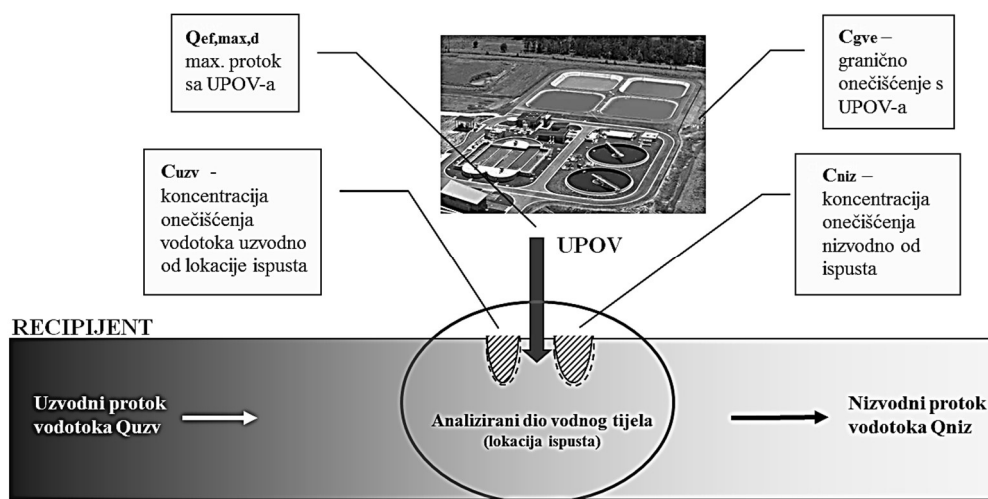 Qef,max,d
max. protok
sa UPOV-a
Cgve –
granično
onečišćenje s
UPOV-a
Cuzv -
koncentracija
onečišćenja
vodotoka uzvodno
od lokacije ispusta
Cniz –
koncentracija
onečišćenja
nizvodno od
ispusta
UPOV
RECIPIJENT
Uzvodni protok
vodotoka Quzv
Analizirani dio vodnog tijela
(lokacija ispusta)
Nizvodni protok
vodotoka Qniz